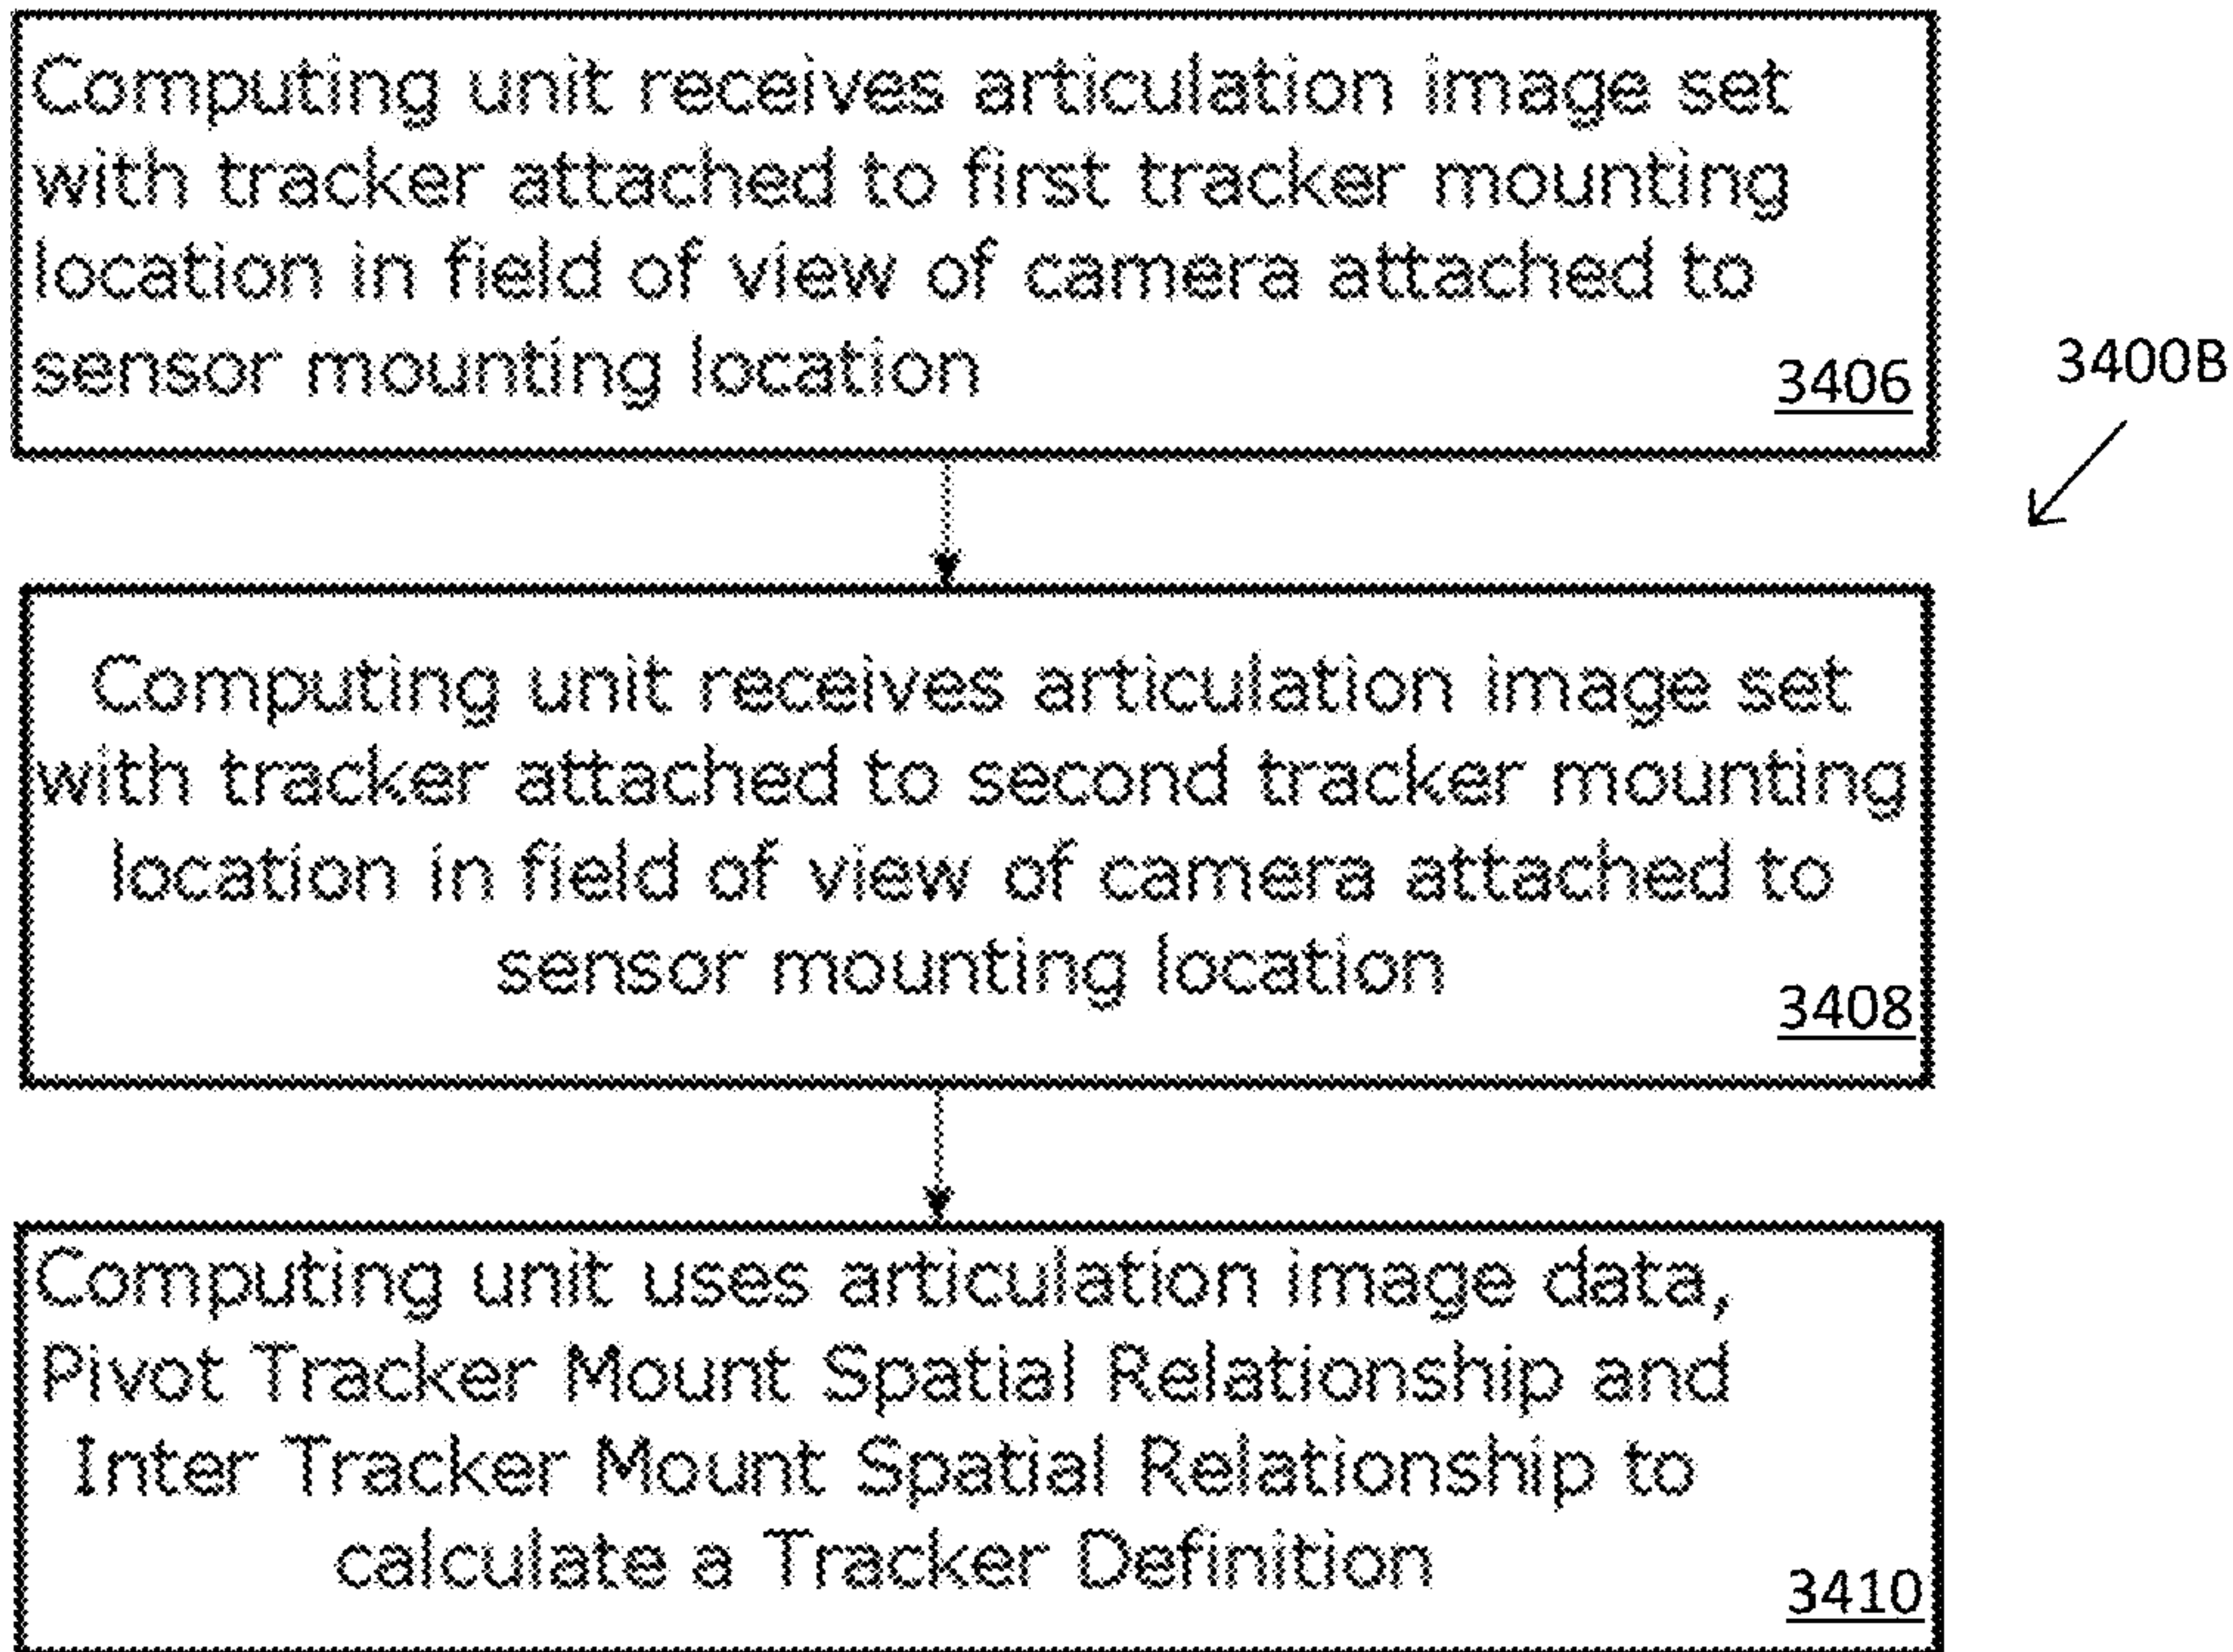 Computing unit receives articulation image set
with tracker attached to first tracker mounting
location in field of view of camera attached to
sensor mounting location
3406
3400B
Computing unit receives articulation image set
with tracker attached to second tracker mounting
location in field of view of camera attached to
sensor mounting location
3408
Computing unit uses articulation image data,
Pivot Tracker Mount Spatial Relationship and
Inter Tracker Mount Spatial Relationship to
calculate a Tracker Definition
3410